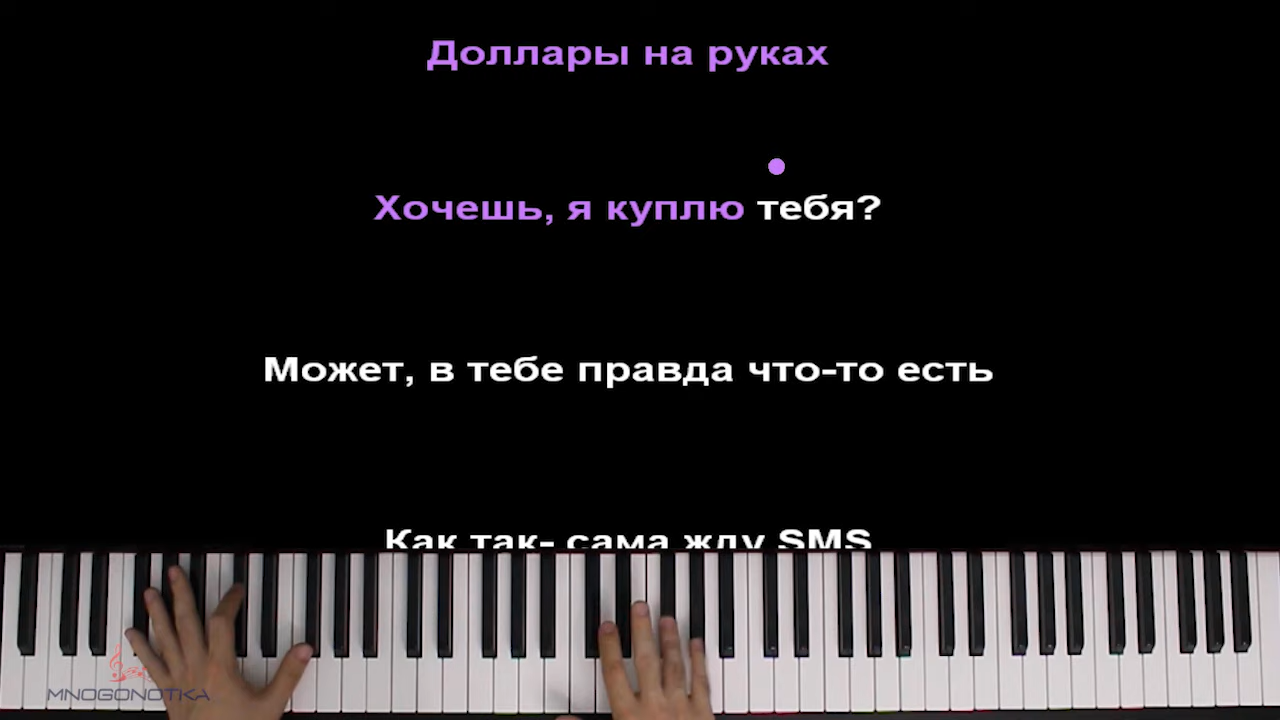 Доллары на руках
Хочешь, я куплю тебя?
Может, в тебе правда что-то есть
Как так- сама жду SMS
MNOGONOTKA